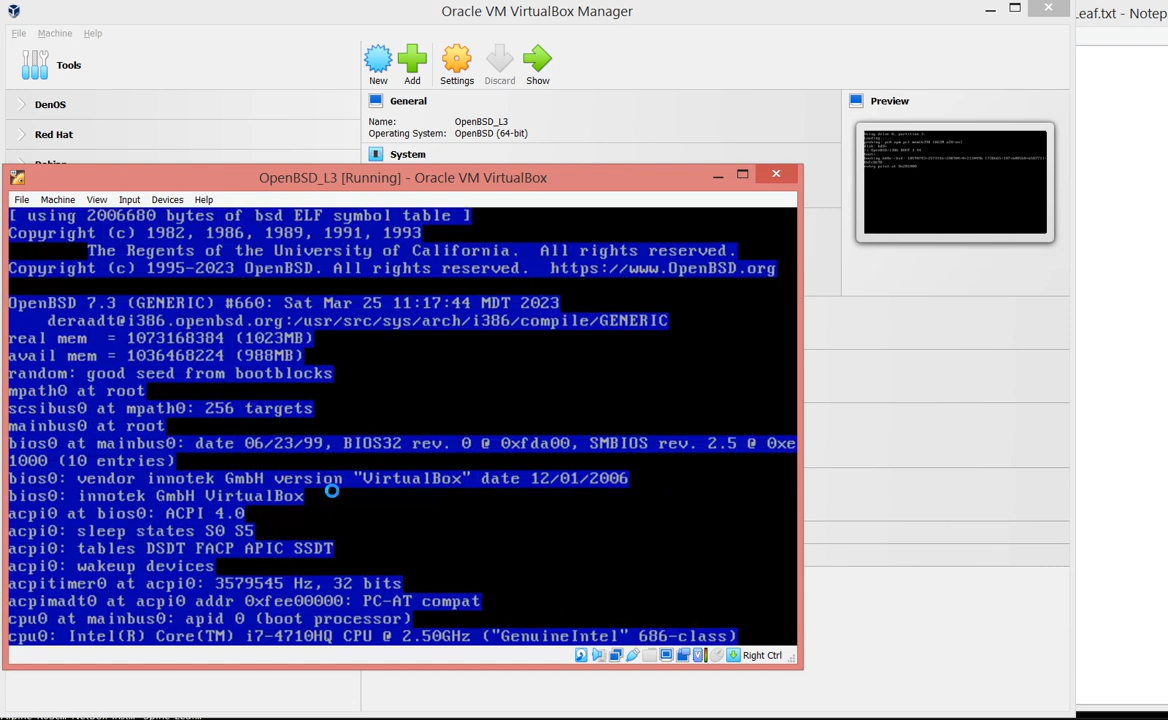 Oracle VM VirtualBox Manager
Leaf.txt - Notep
File Machine Help
Tools
New Add Settings Discard Show
DenOS
Red Hat
General
Name: OpenBSD_L3
Operating System: OpenBSD (64-bit)
System
Preview
OpenBSD_L3 [Running] - Oracle VM VirtualBox
File Machine View Input Devices Help
[ using 2006680 bytes of bsd ELF symbol table ]
Copyright (c) 1982, 1986, 1989, 1991, 1993
The Regents of the University of California. All rights reserved.
Copyright (c) 1995-2023 OpenBSD. All rights reserved. https://www.OpenBSD.org
OpenBSD 7.3 (GENERIC) #660: Sat Mar 25 11:17:44 MDT 2023
deraadt@i386.openbsd.org:/usr/src/sys/arch/i386/compile/GENERIC
real mem = 1073168384 (1023MB)
avail mem = 1036468224 (988MB)
random: good seed from bootblocks
mpath0 at root
scsibus0 at mpath0: 256 targets
mainbus0 at root
bios0 at mainbus0: date 06/23/99, BIOS32 rev. 0 @ 0xfda00, SMBIOS rev. 2.5 @ 0xe
1000 (10 entries)
bios0: vendor innotek GmbH version "VirtualBox" date 12/01/2006
bios0: innotek GmbH VirtualBox
acpi0 at bios0: ACPI 4.0
acpi0: sleep states S0 S5
acpi0: tables DSDT FACP APIC SSDT
acpi0: wakeup devices
acpitimer0 at acpi0: 3579545 Hz, 32 bits
acpimadt0 at acpi0 addr 0xfee00000: PC-AT compat
cpu0 at mainbus0: apid 0 (boot processor)
cpu0: Intel(R) Core(TM) i7-4710HQ CPU @ 2.50GHz ("GenuineIntel" 686-class)
Right Ctrl